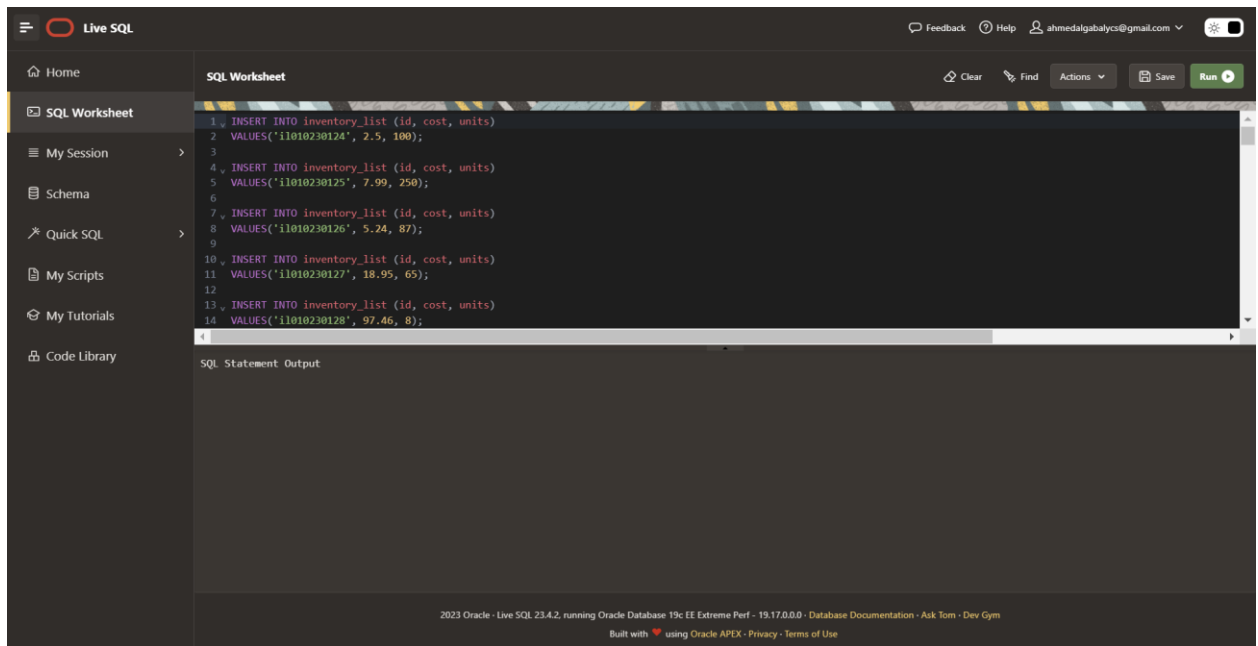 Live SQL
Feedback
Help
ahmedalgabalycs@gmail.com
Home
SQL Worksheet
My Session
Schema
Quick SQL
My Scripts
My Tutorials
Code Library
SQL Worksheet
Clear
Find
Actions
Save
Run
1 INSERT INTO inventory_list (id, cost, units)
2 VALUES('il010230124', 2.5, 100);
3
4 INSERT INTO inventory_list (id, cost, units)
5 VALUES('il010230125', 7.99, 250);
6
7 INSERT INTO inventory_list (id, cost, units)
8 VALUES('il010230126', 5.24, 87);
9
10 INSERT INTO inventory_list (id, cost, units)
11 VALUES('il010230127', 18.95, 65);
12
13 INSERT INTO inventory_list (id, cost, units)
14 VALUES('il010230128', 97.46, 8);
SQL Statement Output
2023 Oracle · Live SQL 23.4.2, running Oracle Database 19c EE Extreme Perf - 19.17.0.0.0 · Database Documentation · Ask Tom · Dev Gym
Built with ❤ using Oracle APEX · Privacy · Terms of Use